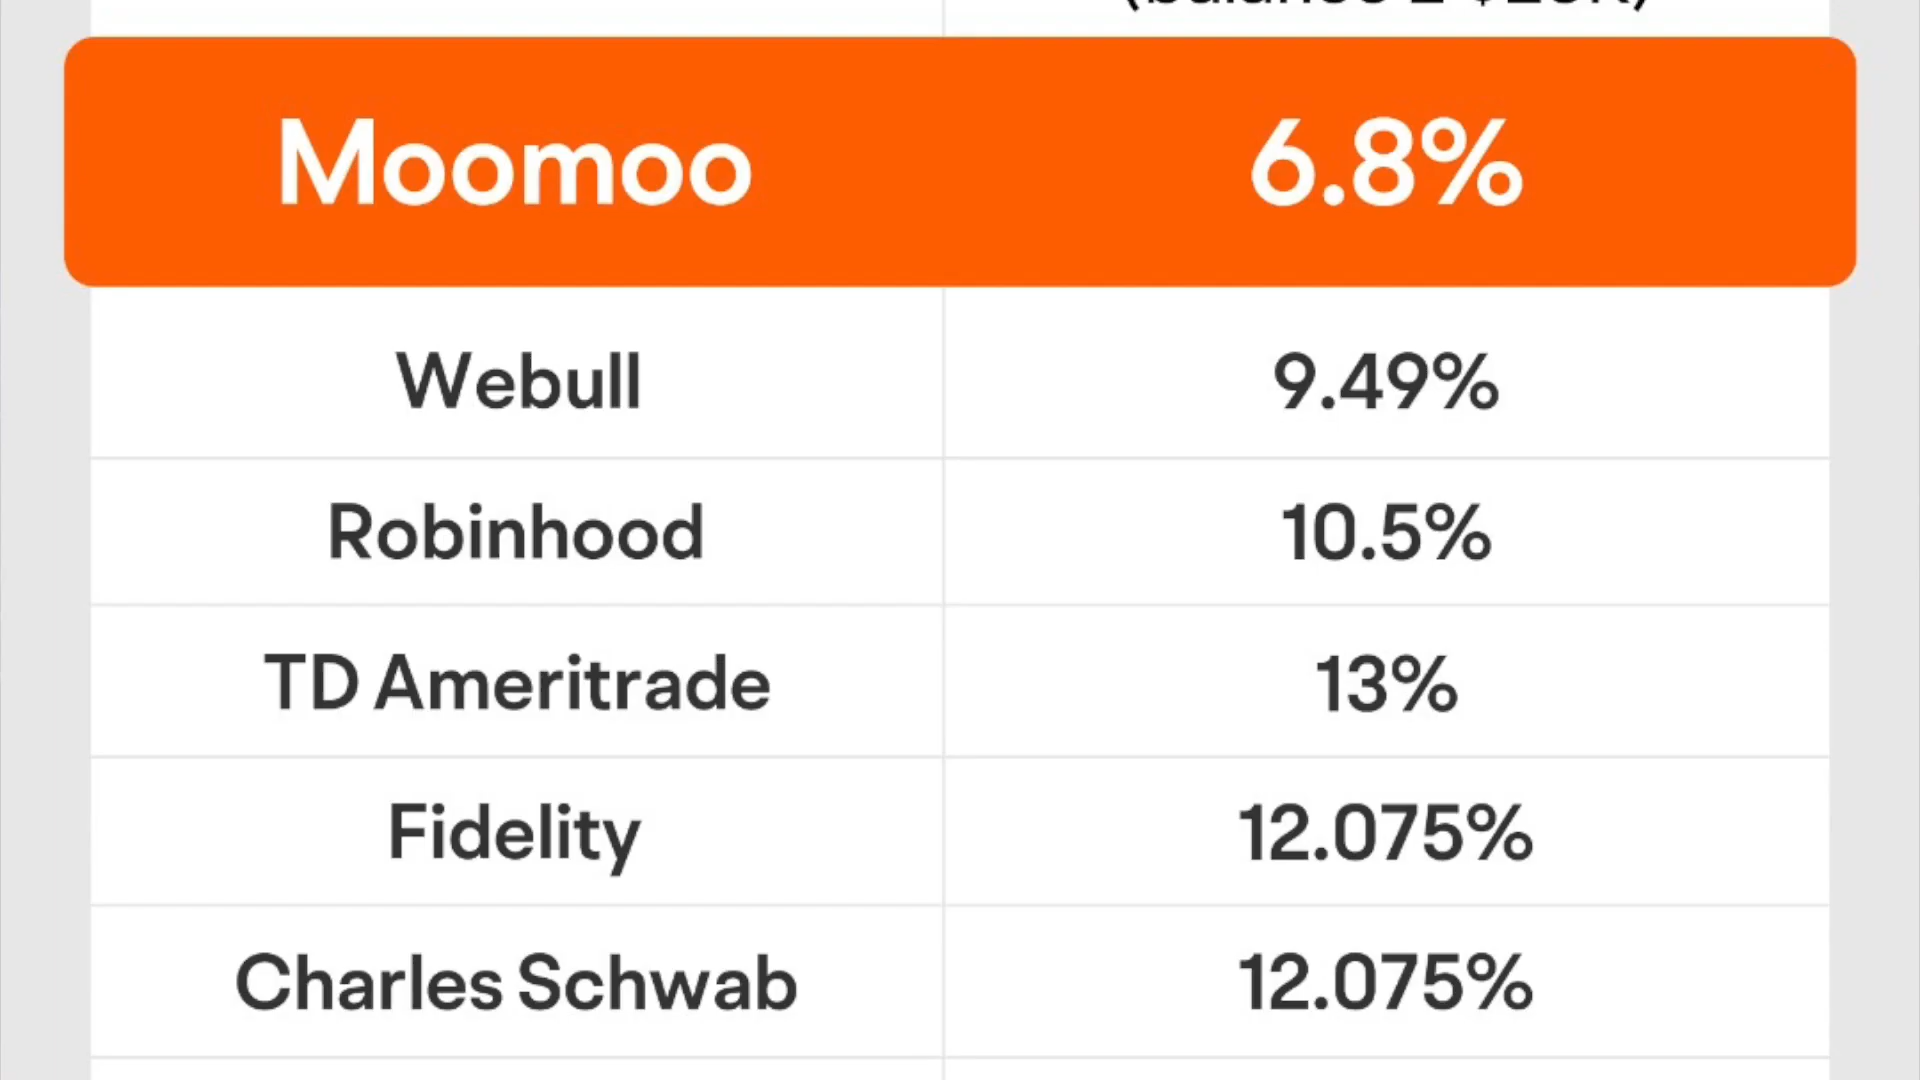 Moomoo 6.8%
Webull 9.49%
Robinhood 10.5%
TD Ameritrade 13%
Fidelity 12.075%
Charles Schwab 12.075%